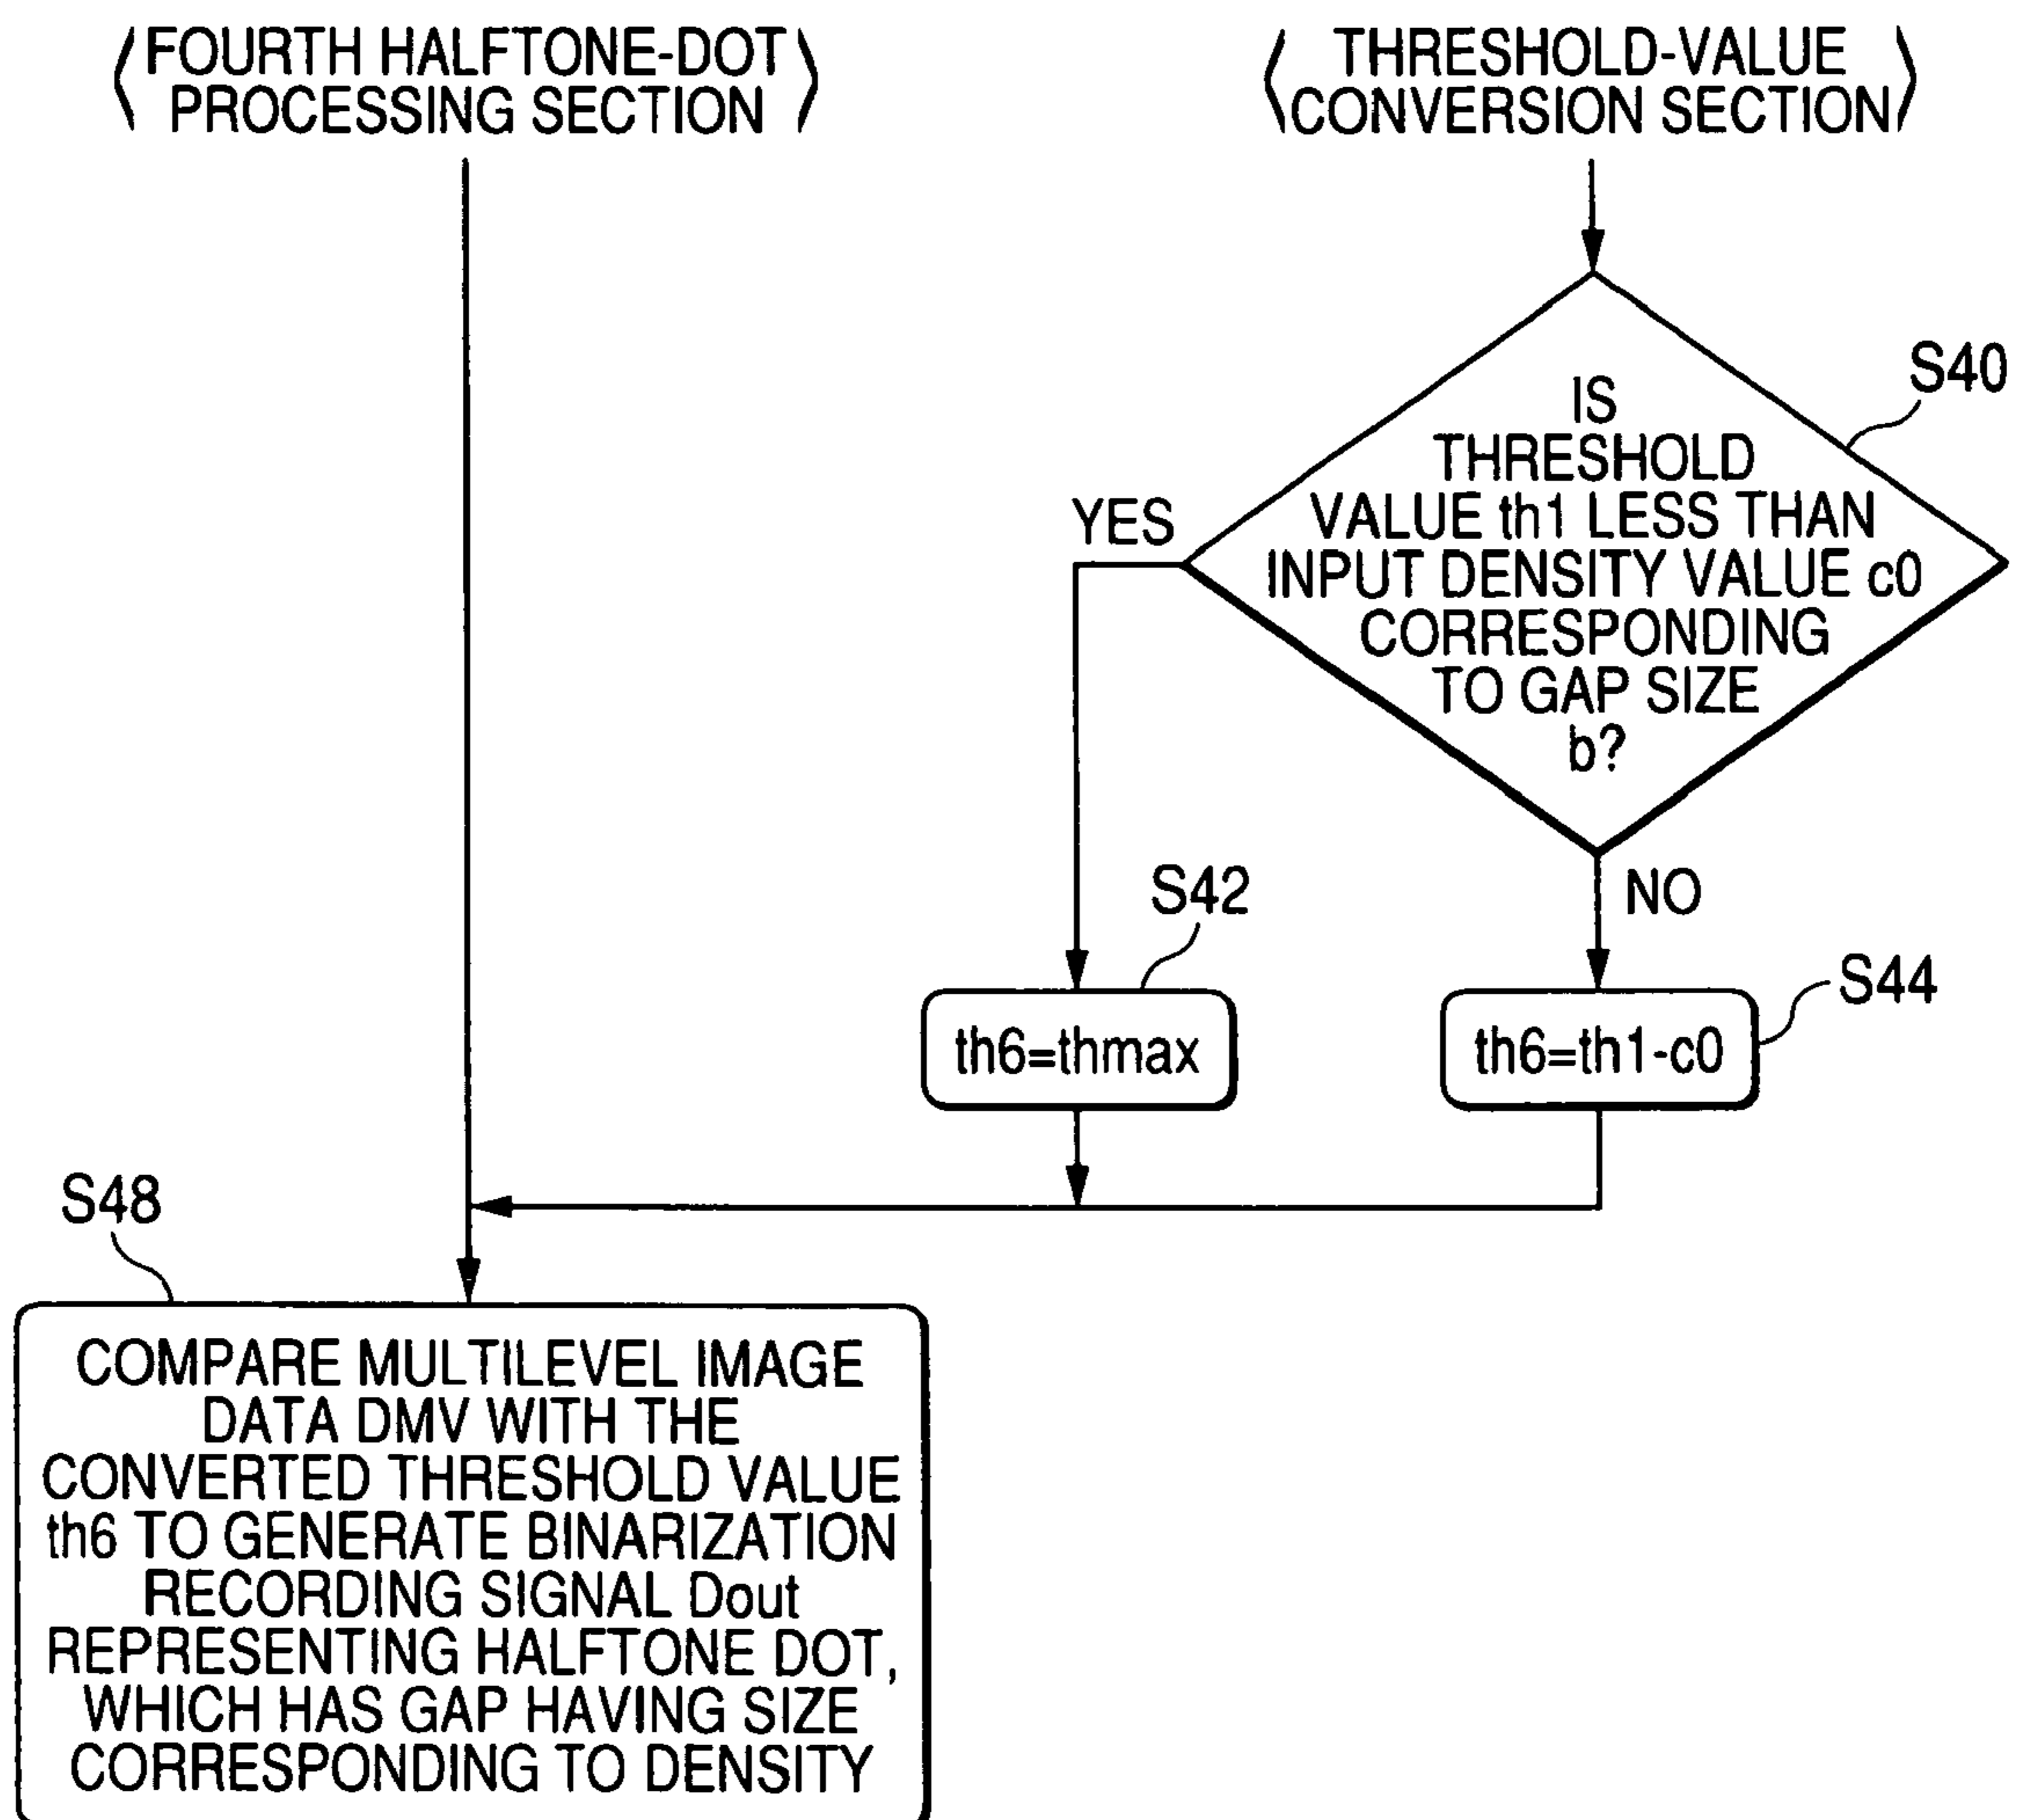 FOURTH HALFTONE-DOT
PROCESSING SECTION
THRESHOLD-VALUE
CONVERSION SECTION
S40
IS
THRESHOLD
VALUE th1 LESS THAN
INPUT DENSITY VALUE c0
CORRESPONDING
TO GAP SIZE
b?
YES
NO
S42
th6=thmax
S44
th6=th1-c0
S48
COMPARE MULTILEVEL IMAGE
DATA DMV WITH THE
CONVERTED THRESHOLD VALUE
th6 TO GENERATE BINARIZATION
RECORDING SIGNAL Dout
REPRESENTING HALFTONE DOT,
WHICH HAS GAP HAVING SIZE
CORRESPONDING TO DENSITY